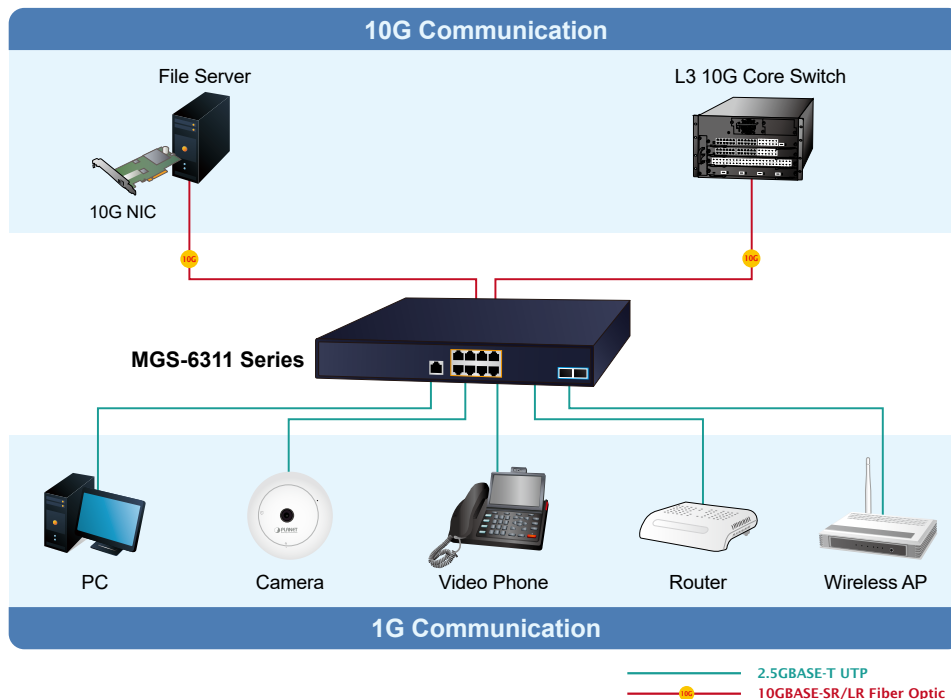 10G Communication
File Server
L3 10G Core Switch
10G NIC
10G
10G
MGS-6311 Series
PLANET
PC
Camera
Video Phone
Router
Wireless AP
1G Communication
2.5GBASE-T UTP
10G
10GBASE-SR/LR Fiber Optic